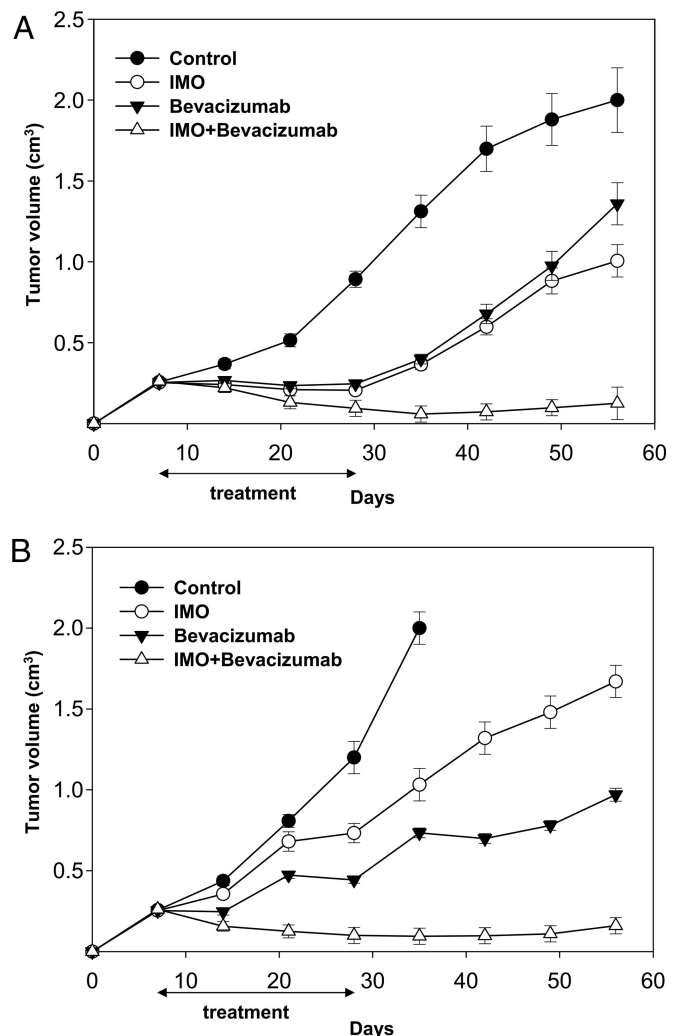 A
2.5
Control
IMO
Bevacizumab
IMO+Bevacizumab
2.0
1.5
1.0
0.5
Tumor volume (cm³)
0 10 20 30 40 50 60
treatment
Days
B
2.5
Control
IMO
Bevacizumab
IMO+Bevacizumab
2.0
1.5
1.0
0.5
Tumor volume (cm³)
0 10 20 30 40 50 60
treatment
Days